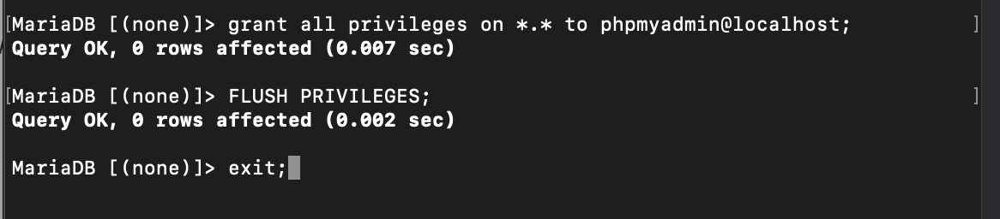 [MariaDB [(none)]> grant all privileges on *.* to phpmyadmin@localhost; ]
Query OK, 0 rows affected (0.007 sec)
[MariaDB [(none)]> FLUSH PRIVILEGES; ]
Query OK, 0 rows affected (0.002 sec)
MariaDB [(none)]> exit;